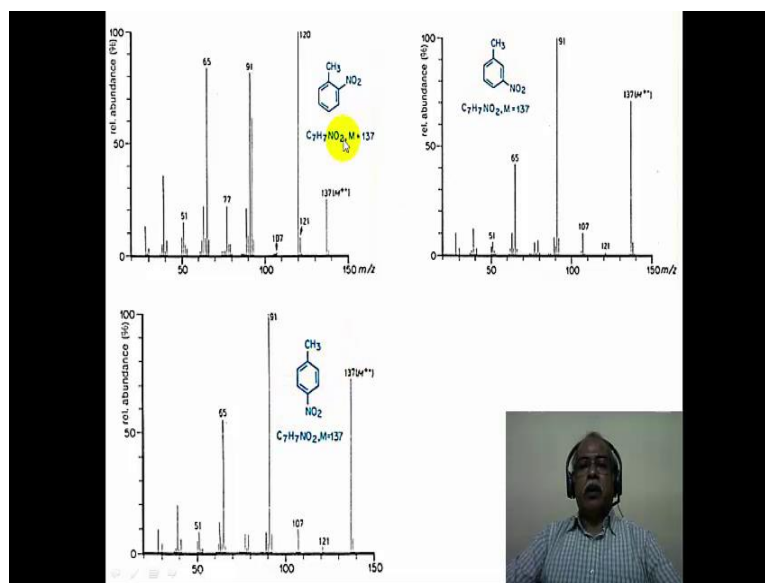 rel. abundance (%)
100
50
0
65
91
120
51
77
107
121
137(M+•)
CH3
NO2
C7H7NO2, M=137
50
100
150 m/z
rel. abundance (%)
100
50
0
91
65
51
107
121
137(M+•)
CH3
NO2
C7H7NO2, M=137
50
100
150 m/z
rel. abundance (%)
100
50
0
91
65
51
107
121
137(M+•)
CH3
NO2
C7H7NO2, M=137
50
100
150